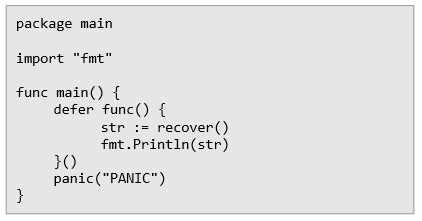 package main
import "fmt"
func main() {
defer func() {
str := recover()
fmt.Println(str)
}()
panic("PANIC")
}